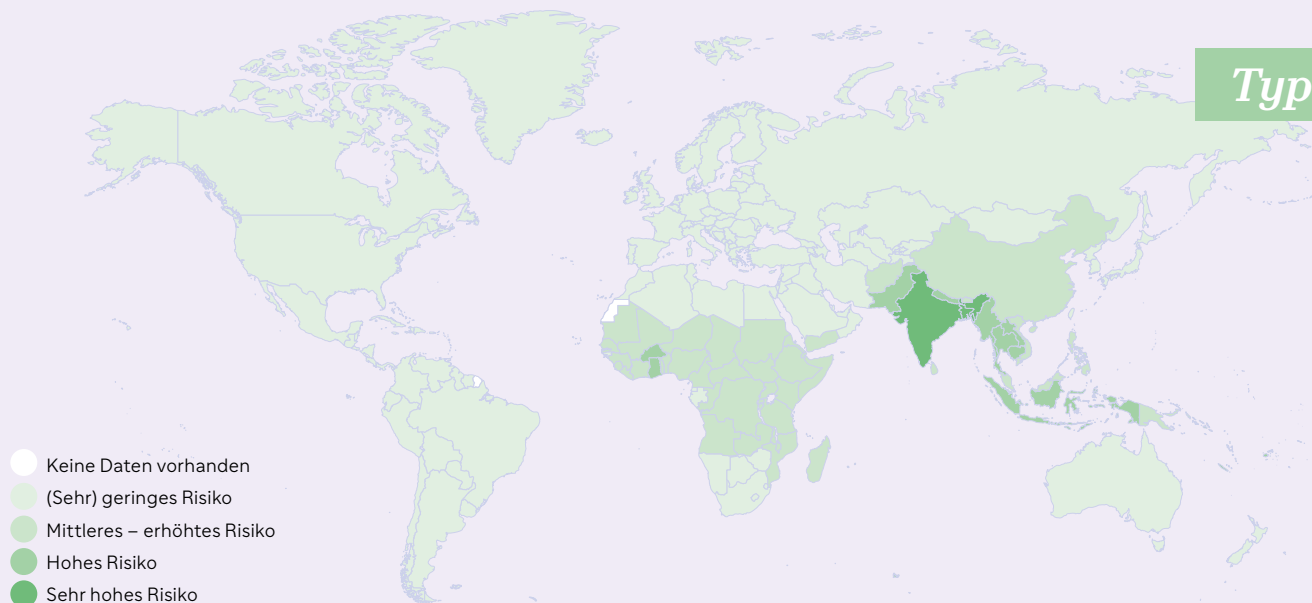 Typ
Keine Daten vorhanden
(Sehr) geringes Risiko
Mittleres – erhöhtes Risiko
Hohes Risiko
Sehr hohes Risiko